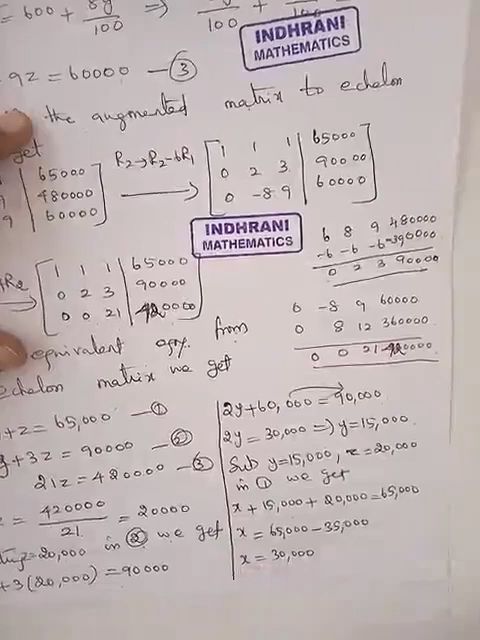 = 600 + 8y/100 ⇒ /100 + /100
INDHRANI
MATHEMATICS
9z = 60000 — ③
the augmented matrix to echelon
get
65000
480000
9 | 60000
R₂→R₂-6R₁
1 1 1 | 65000
0 2 3 | 90000
0 -8 9 | 60000
INDHRANI
MATHEMATICS
6 8 9 480000
-6 -6 -6 -390000
0 2 3 90000
1 1 1 | 65000
0 2 3 | 90000
0 0 21 | 420000
0 -8 9 60000
0 8 12 360000
0 0 21 420000
equivalent eqn. from
echelon matrix we get
+z = 65,000 — ①
+3z = 90000 — ②
21z = 420000 — ③
= 420000/21 = 20000
z=20,000 in ② we get
+3(20,000) = 90000
2y+60,000 = 90,000
2y = 30,000 ⇒ y = 15,000
Sub y=15,000, z=20,000
in ① we get
x + 15,000 + 20,000 = 65,000
x = 65,000 - 35,000
x = 30,000